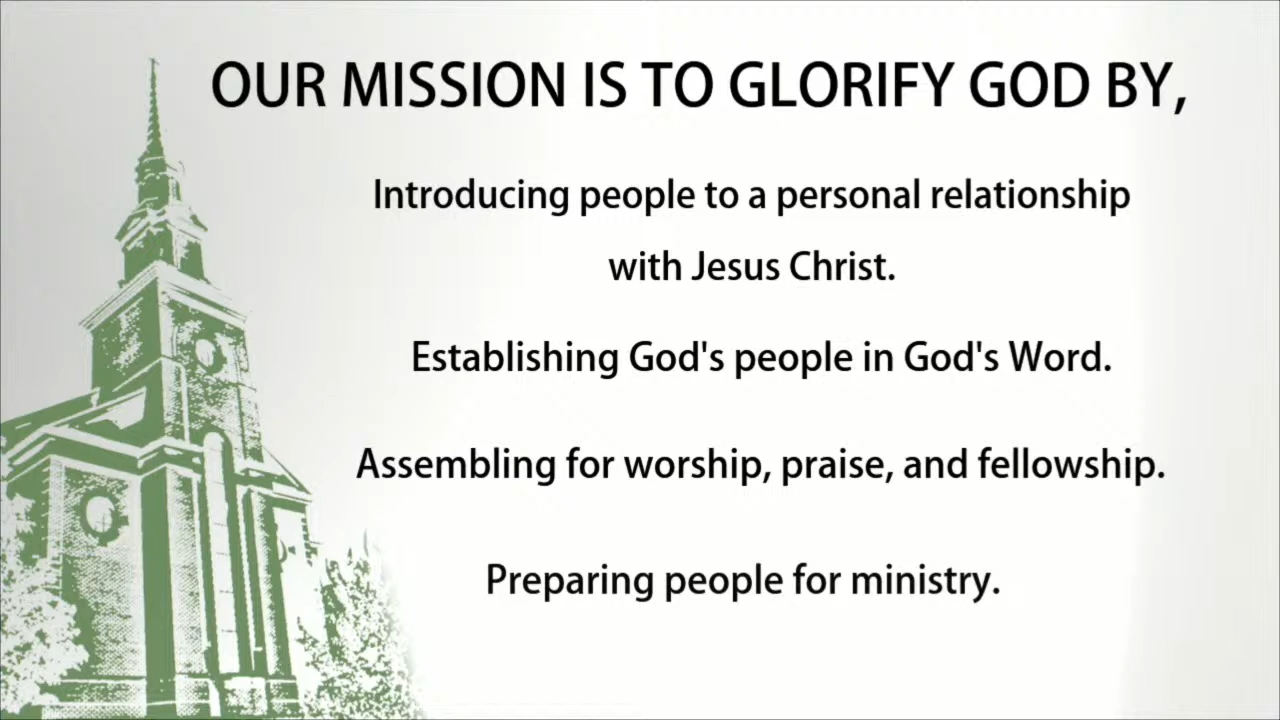 OUR MISSION IS TO GLORIFY GOD BY,
Introducing people to a personal relationship
with Jesus Christ.
Establishing God's people in God's Word.
Assembling for worship, praise, and fellowship.
Preparing people for ministry.